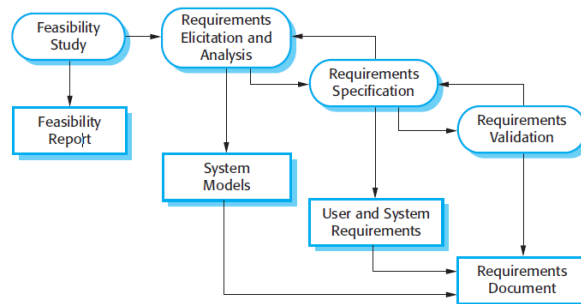 Feasibility
Study
Requirements
Elicitation and
Analysis
Requirements
Specification
Feasibility
Report
Requirements
Validation
System
Models
User and System
Requirements
Requirements
Document